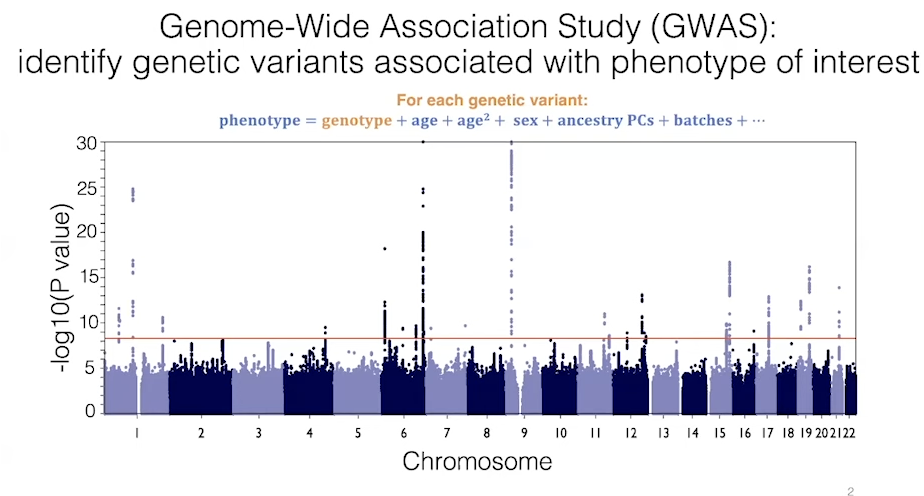 Genome-Wide Association Study (GWAS):
identify genetic variants associated with phenotype of interest
For each genetic variant:
phenotype = genotype + age + age² + sex + ancestry PCs + batches + ⋯
30
25
20
15
10
5
0
-log10(P value)
1 2 3 4 5 6 7 8 9 10 11 12 13 14 15 16 17 18 19 20 21 22
Chromosome
2